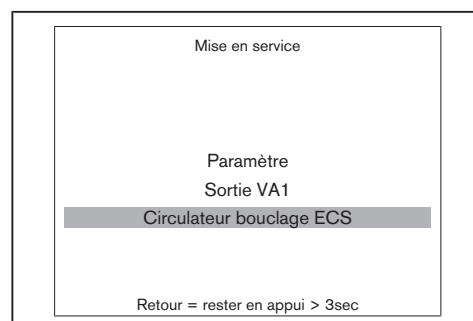 Mise en service
Paramètre
Sortie VA1
Circulateur bouclage ECS
Retour = rester en appui > 3sec